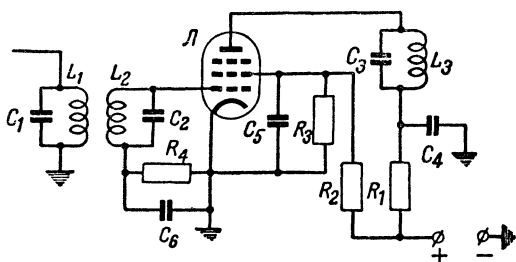 Л
C₃
L₃
L₁
L₂
C₁
C₂
C₅
R₃
C₄
R₄
R₂
R₁
C₆
+
−